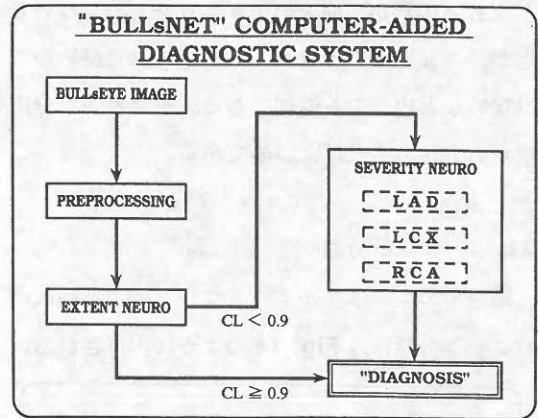 "BULLsNET" COMPUTER-AIDED
DIAGNOSTIC SYSTEM
BULLsEYE IMAGE
PREPROCESSING
EXTENT NEURO
CL < 0.9
CL ≧ 0.9
SEVERITY NEURO
LAD
LCX
RCA
"DIAGNOSIS"